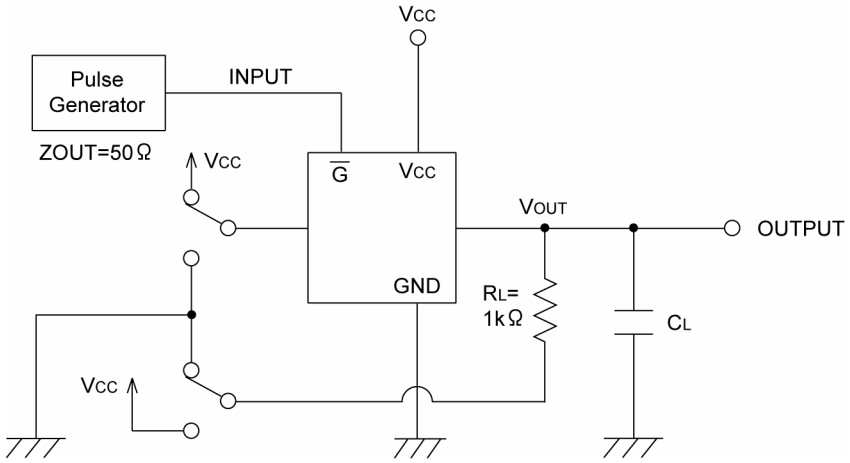 VCC
Pulse
Generator
INPUT
ZOUT=50Ω
VCC
G
VCC
VOUT
OUTPUT
GND
RL=
1kΩ
CL
VCC